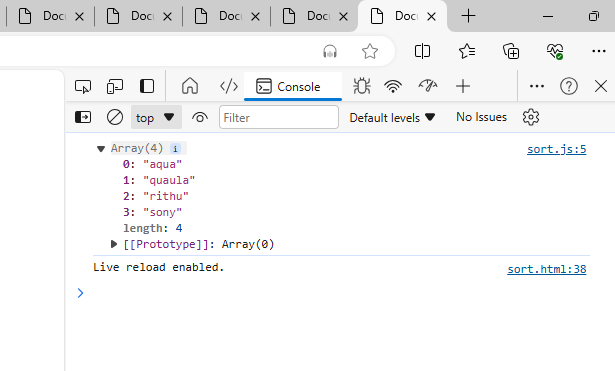 Docu Docu Docu Docu Docu
Console
top Filter Default levels No Issues
Array(4) i sort.js:5
0: "aqua"
1: "quaula"
2: "rithu"
3: "sony"
length: 4
[[Prototype]]: Array(0)
Live reload enabled. sort.html:38